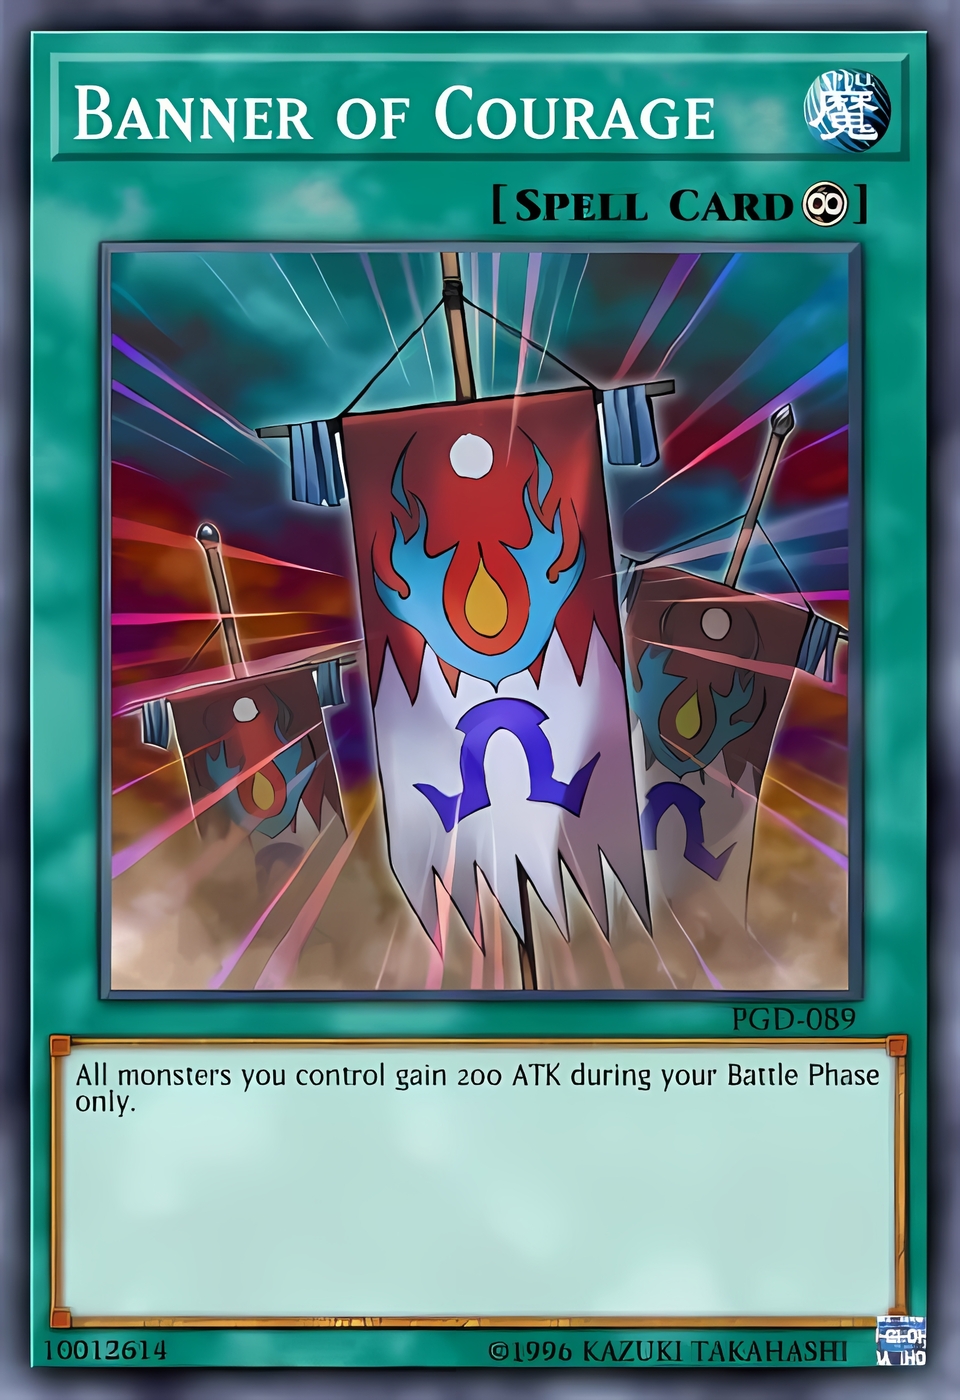 BANNER OF COURAGE
魔
[SPELL CARD]
PGD-089
All monsters you control gain 200 ATK during your Battle Phase
only.
10012614
©1996 KAZUKI TAKAHASHI